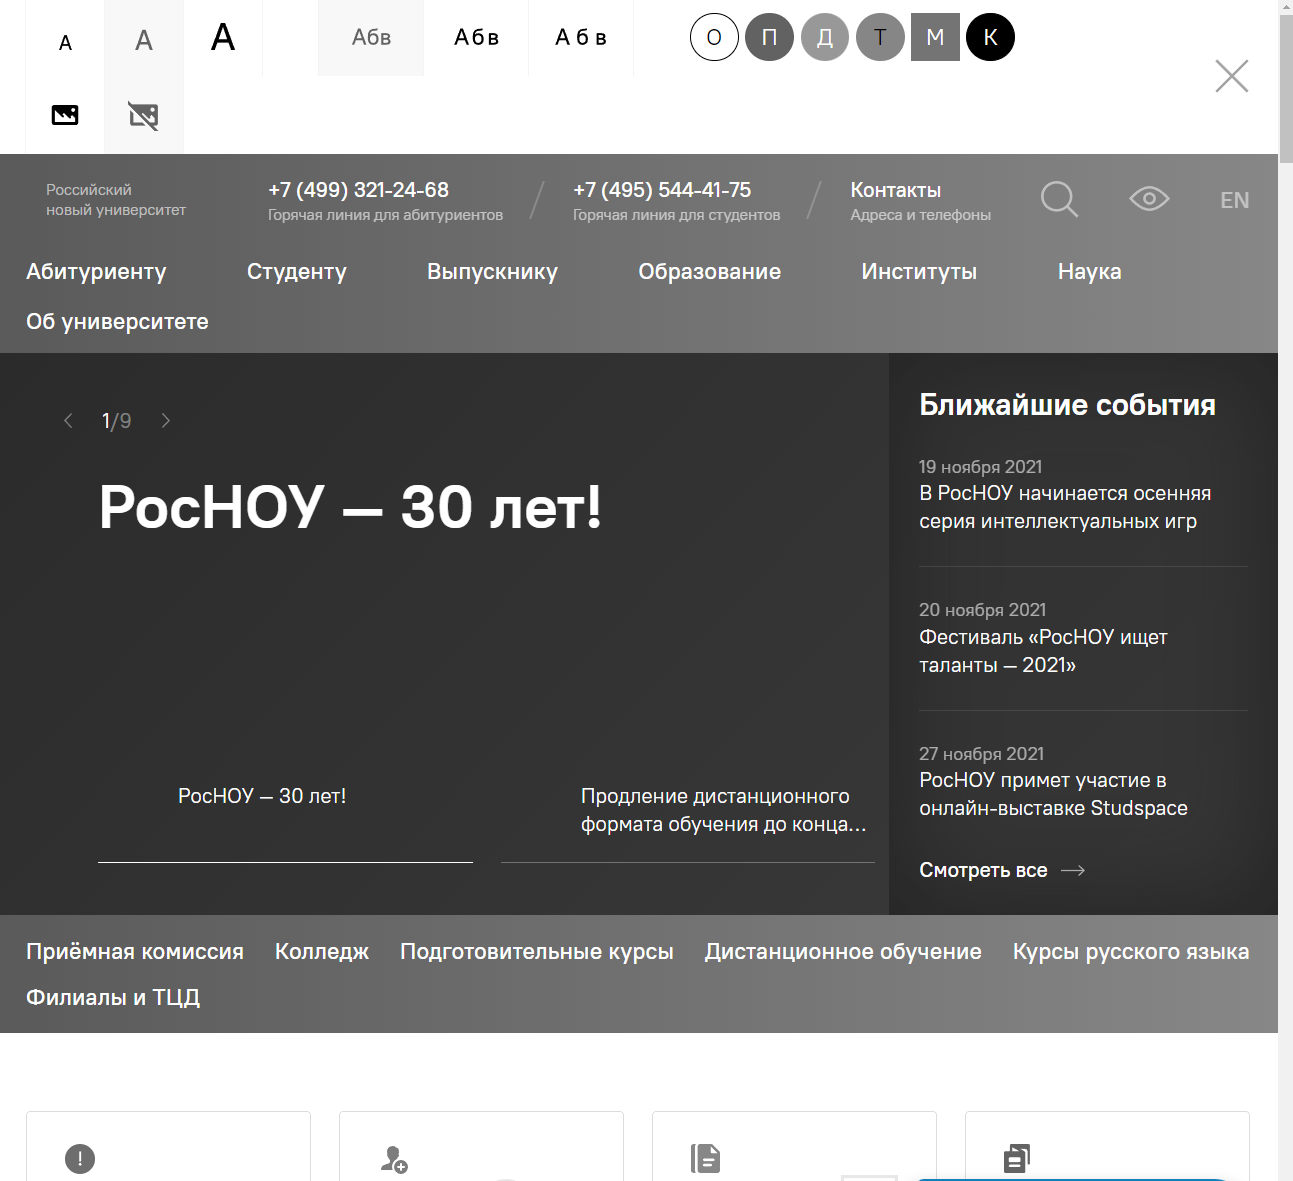 А А А Абв Абв Абв О П Д Т М К
Российский
новый университет
+7 (499) 321-24-68
Горячая линия для абитуриентов
+7 (495) 544-41-75
Горячая линия для студентов
Контакты
Адреса и телефоны
EN
Абитуриенту Студенту Выпускнику Образование Институты Наука
Об университете
1/9
РосНОУ — 30 лет!
РосНОУ — 30 лет!
Продление дистанционного
формата обучения до конца...
Ближайшие события
19 ноября 2021
В РосНОУ начинается осенняя
серия интеллектуальных игр
20 ноября 2021
Фестиваль «РосНОУ ищет
таланты — 2021»
27 ноября 2021
РосНОУ примет участие в
онлайн-выставке Studspace
Смотреть все
Приёмная комиссия Колледж Подготовительные курсы Дистанционное обучение Курсы русского языка
Филиалы и ТЦД